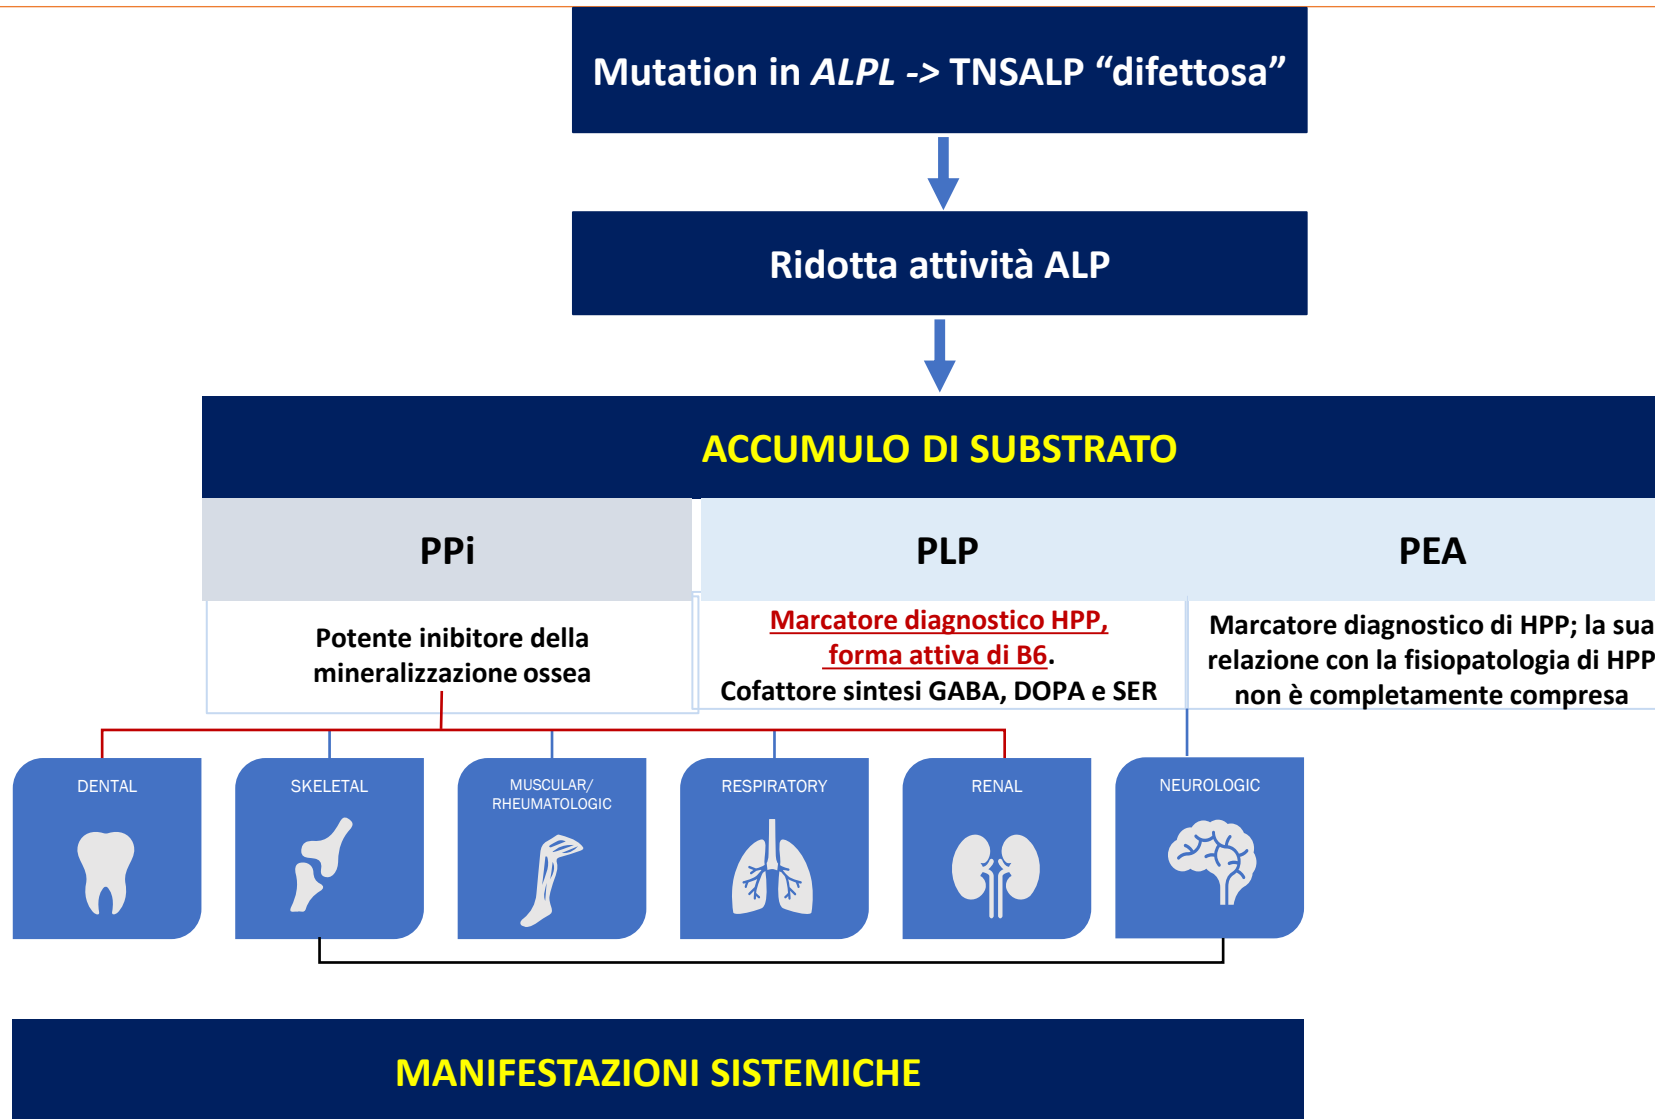 Mutation in ALPL -> TNSALP “difettosa”
Ridotta attività ALP
ACCUMULO DI SUBSTRATO
PPi
PLP
PEA
Potente inibitore della
mineralizzazione ossea
Marcatore diagnostico HPP,
forma attiva di B6.
Cofattore sintesi GABA, DOPA e SER
Marcatore diagnostico di HPP; la sua
relazione con la fisiopatologia di HPP
non è completamente compresa
DENTAL
SKELETAL
MUSCULAR/
RHEUMATOLOGIC
RESPIRATORY
RENAL
NEUROLOGIC
MANIFESTAZIONI SISTEMICHE